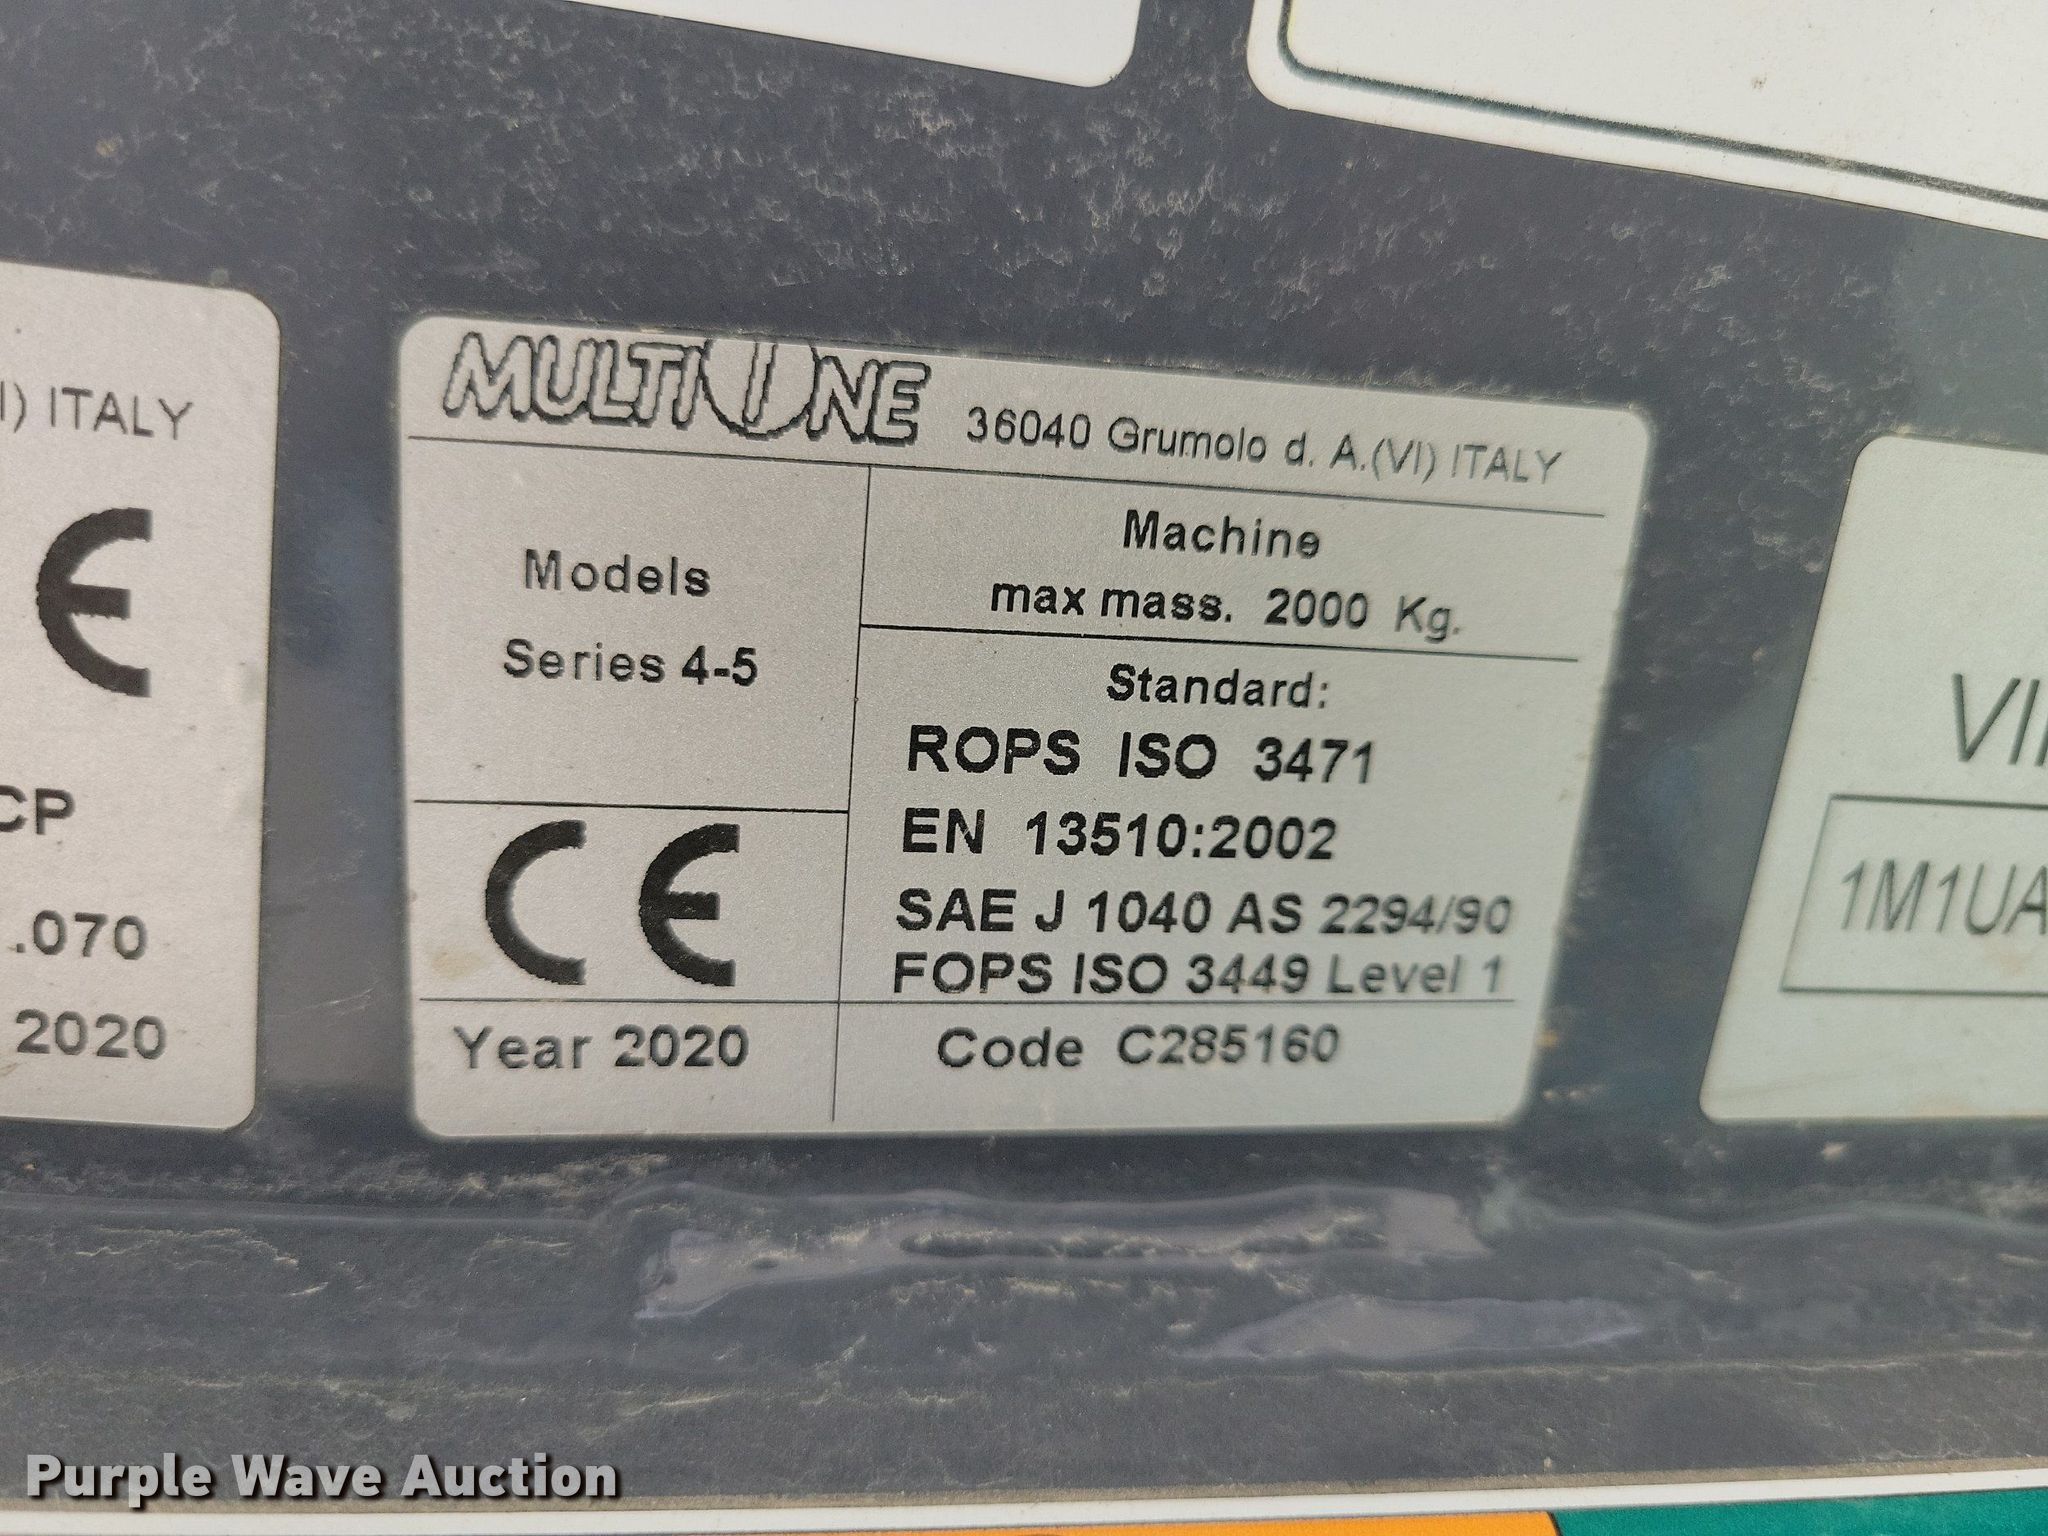 MULTIONE 36040 Grumolo d. A.(VI) ITALY
Models
Series 4-5
Machine
max mass. 2000 Kg.
Standard:
ROPS ISO 3471
EN 13510:2002
SAE J 1040 AS 2294/90
FOPS ISO 3449 Level 1
CE
Year 2020
Code C285160
I) ITALY
E
CP
.070
2020
VI
1M1UA
Purple Wave Auction